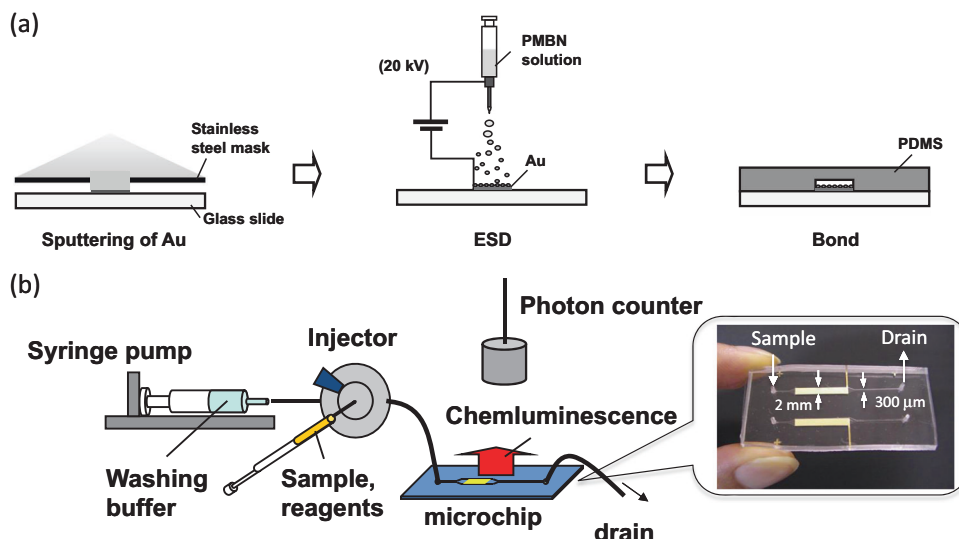 (a)
(20 kV)
PMBN
solution
Stainless
steel mask
Au
PDMS
Glass slide
Sputtering of Au
ESD
Bond
(b)
Photon counter
Injector
Syringe pump
Sample
Drain
2 mm
300 µm
Chemluminescence
Washing
buffer
Sample,
reagents
microchip
drain